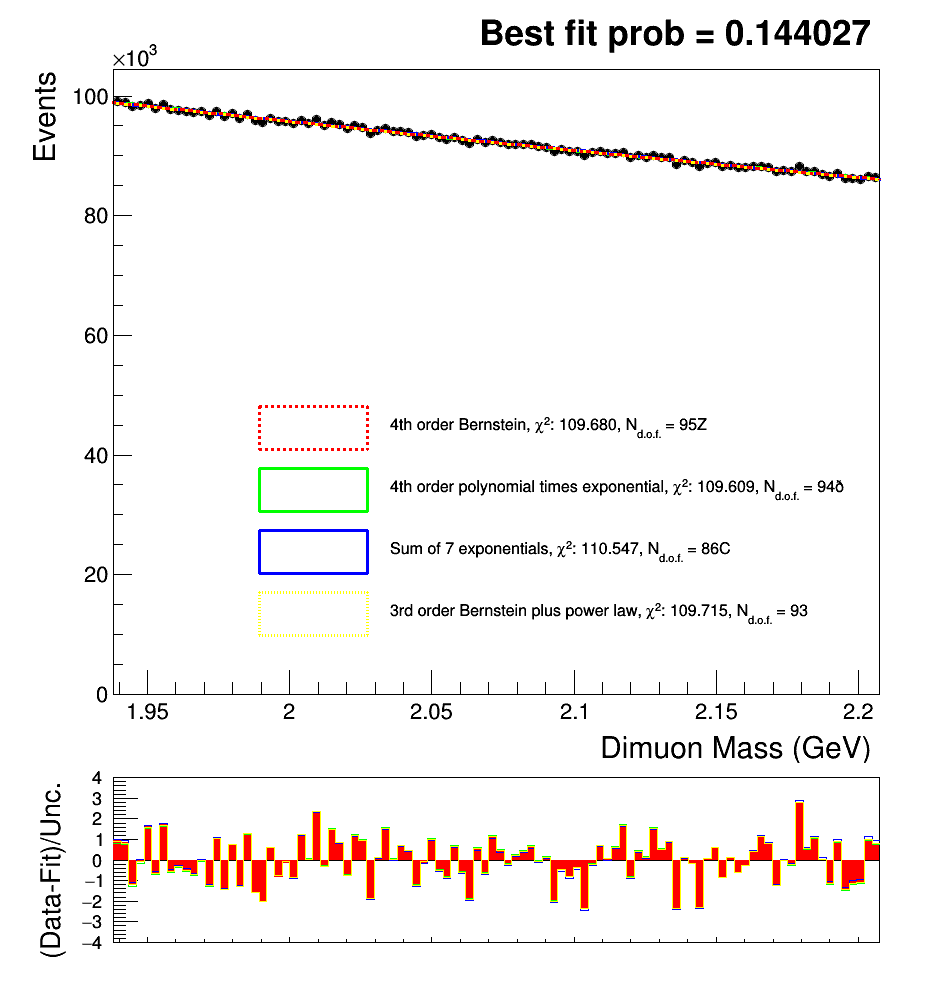 Best fit prob = 0.144027
×10³
Events
100
80
60
40
20
0
4th order Bernstein, χ²: 109.680, N_d.o.f. = 95Z
4th order polynomial times exponential, χ²: 109.609, N_d.o.f. = 94ð
Sum of 7 exponentials, χ²: 110.547, N_d.o.f. = 86C
3rd order Bernstein plus power law, χ²: 109.715, N_d.o.f. = 93
1.95 2 2.05 2.1 2.15 2.2
Dimuon Mass (GeV)
(Data-Fit)/Unc.
4
3
2
1
0
−1
−2
−3
−4